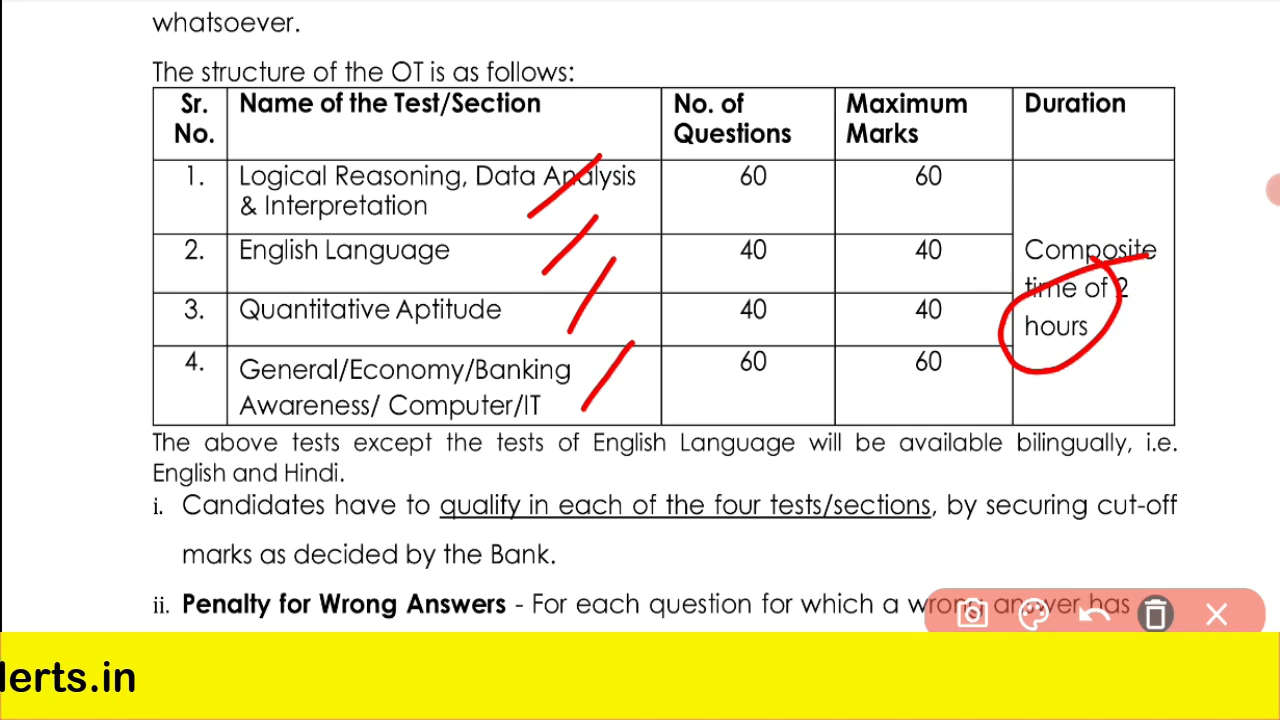 whatsoever.
The structure of the OT is as follows:
Sr. No. Name of the Test/Section No. of Questions Maximum Marks Duration
1. Logical Reasoning, Data Analysis & Interpretation 60 60
2. English Language 40 40
3. Quantitative Aptitude 40 40
4. General/Economy/Banking Awareness/ Computer/IT 60 60
Composite time of 2 hours
The above tests except the tests of English Language will be available bilingually, i.e.
English and Hindi.
i. Candidates have to qualify in each of the four tests/sections, by securing cut-off
marks as decided by the Bank.
ii. Penalty for Wrong Answers - For each question for which a wrong answer has
lerts.in